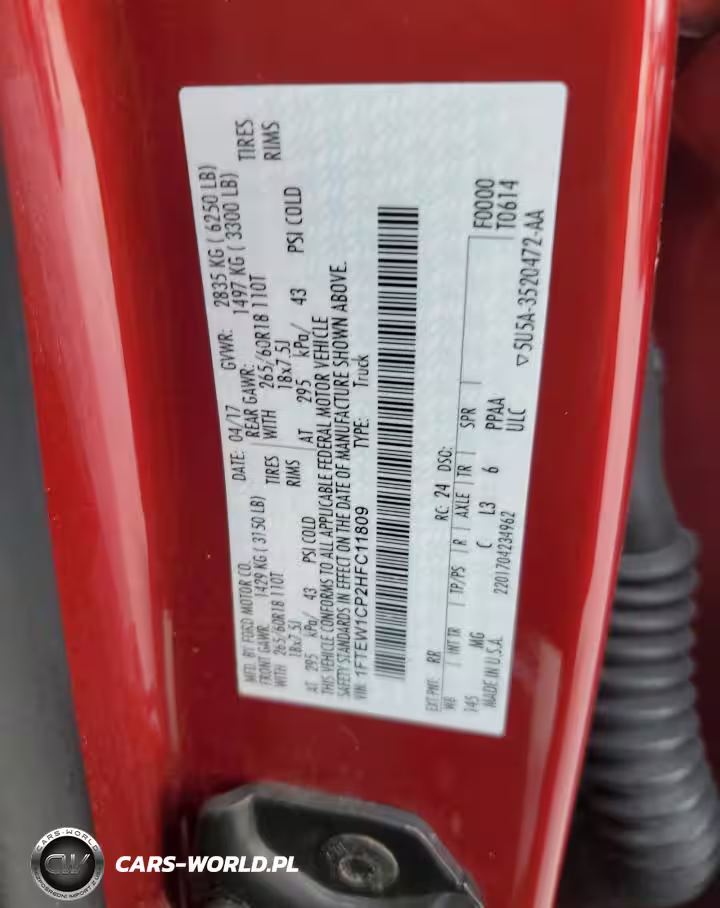 MFD. BY FORD MOTOR CO.
DATE: 04/17 GVWR: 2835 KG ( 6250 LB)
FRONT GAWR: 1429 KG ( 3150 LB)
REAR GAWR: 1497 KG ( 3300 LB)
WITH 265/60R18 110T TIRES
WITH 265/60R18 110T TIRES
18x7.5J RIMS
18x7.5J RIMS
AT 295 kPa/ 43 PSI COLD
AT 295 kPa/ 43 PSI COLD
THIS VEHICLE CONFORMS TO ALL APPLICABLE FEDERAL MOTOR VEHICLE
SAFETY STANDARDS IN EFFECT ON THE DATE OF MANUFACTURE SHOWN ABOVE.
VIN: 1FTEW1CP2HFC11809 TYPE: Truck
EXT PNT: RR RC: 24 DSO: F0000
WB INT TR TP/PS R AXLE TR SPR T0614
145 MG C L3 6 PPAA
MADE IN U.S.A. 2201704234962 ULC
▽5U5A-3520472-AA
CARS-WORLD
CW
CARS-WORLD.PL